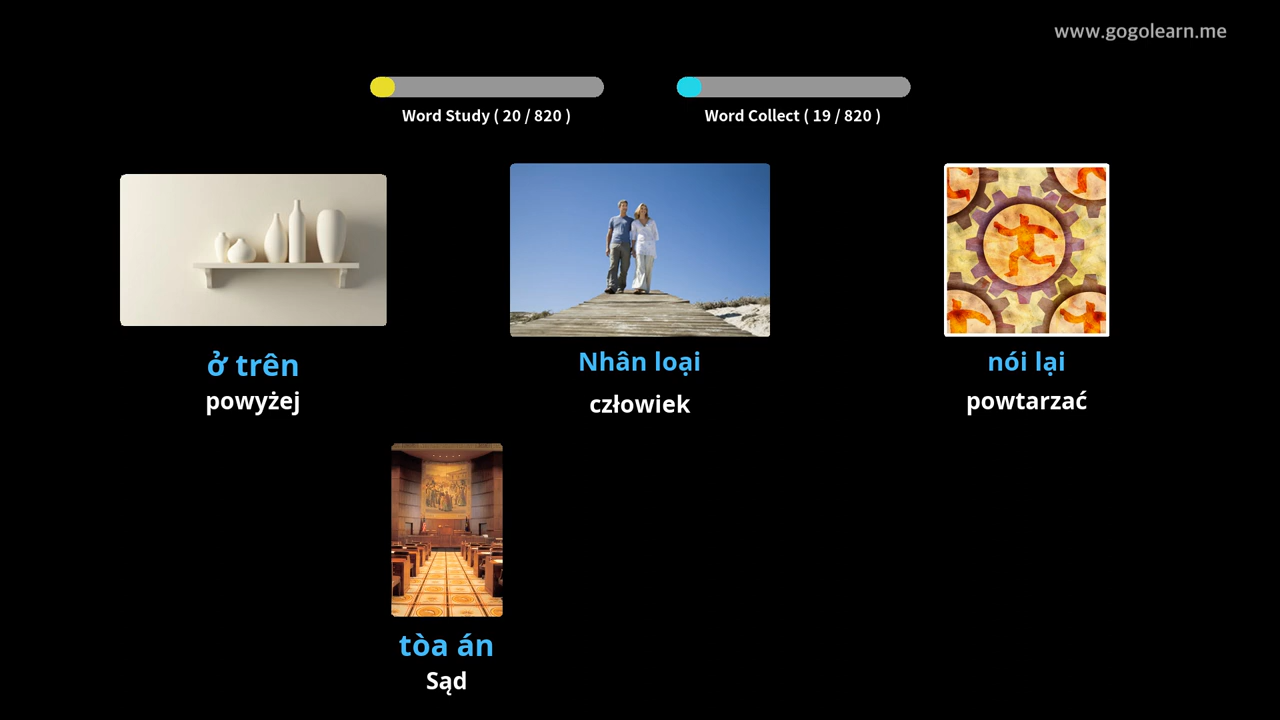 www.gogolearn.me
Word Study ( 20 / 820 )
Word Collect ( 19 / 820 )
ở trên
powyżej
Nhân loại
człowiek
nói lại
powtarzać
tòa án
Sąd